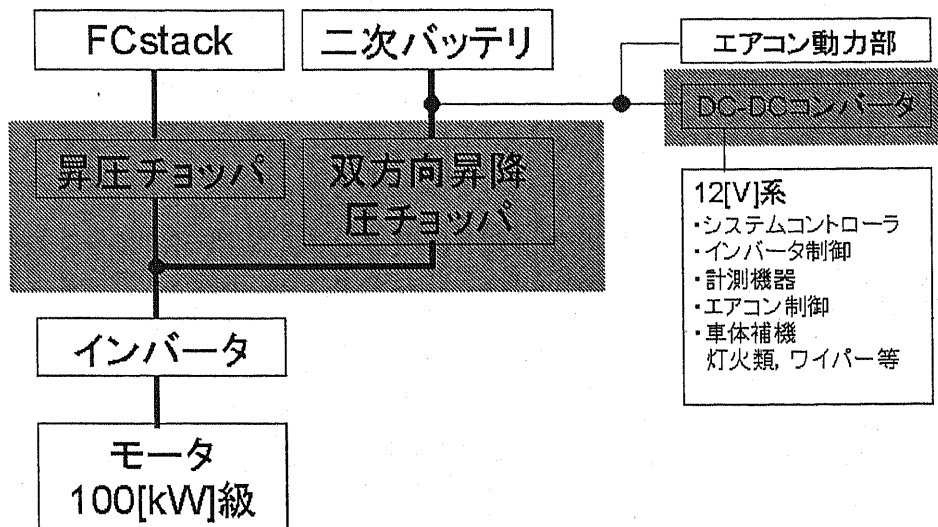 FCstack
二次バッテリ
エアコン動力部
DC-DCコンバータ
昇圧チョッパ
双方向昇降
圧チョッパ
12[V]系
・システムコントローラ
・インバータ制御
・計測機器
・エアコン制御
・車体補機
灯火類, ワイパー等
インバータ
モータ
100[kW]級